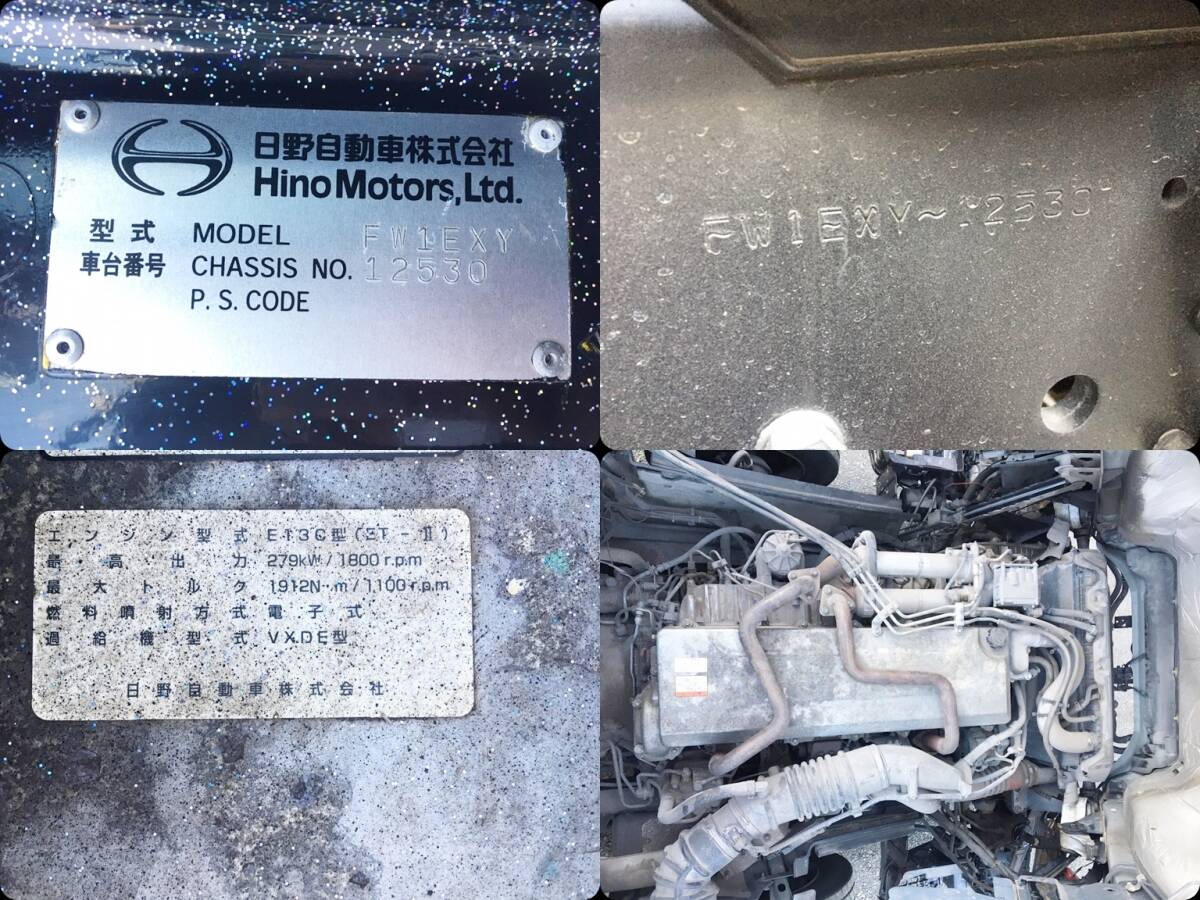 日野自動車株式会社
Hino Motors, Ltd.
型式 MODEL FW1EXY
車台番号 CHASSIS NO. 12530
P. S. CODE
FW1EXY~12530
エンジン型式 E13C型(ET-Ⅱ)
最高出力 279kW/1800r.p.m
最大トルク 1912N・m/1100r.p.m
燃料噴射方式 電子式
過給機型式 VXDE型
日野自動車株式会社